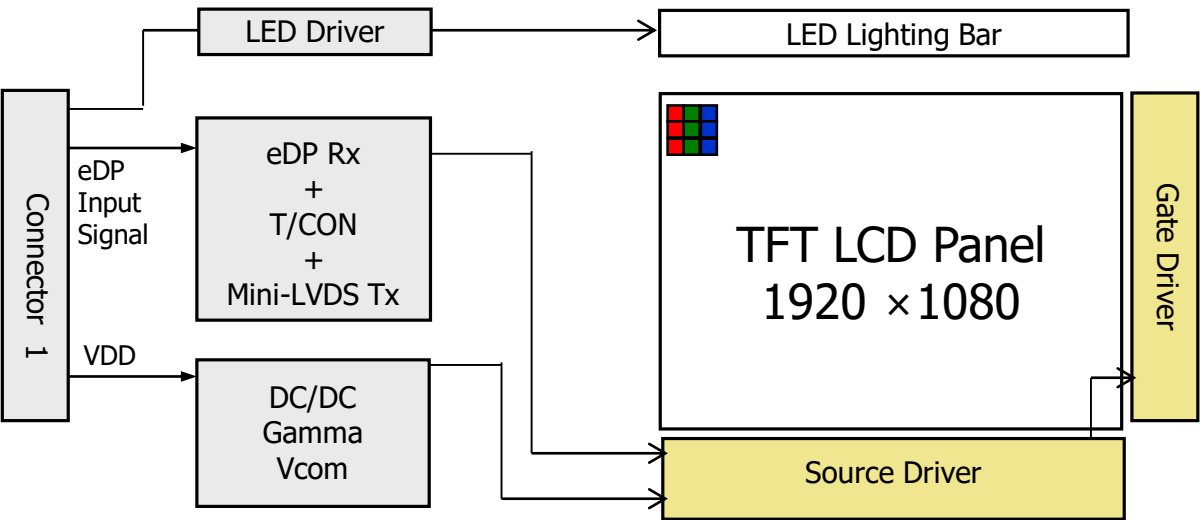 LED Driver
LED Lighting Bar
Connector 1
eDP
Input
Signal
eDP Rx
+
T/CON
+
Mini-LVDS Tx
TFT LCD Panel
1920 ×1080
Gate Driver
VDD
DC/DC
Gamma
Vcom
Source Driver